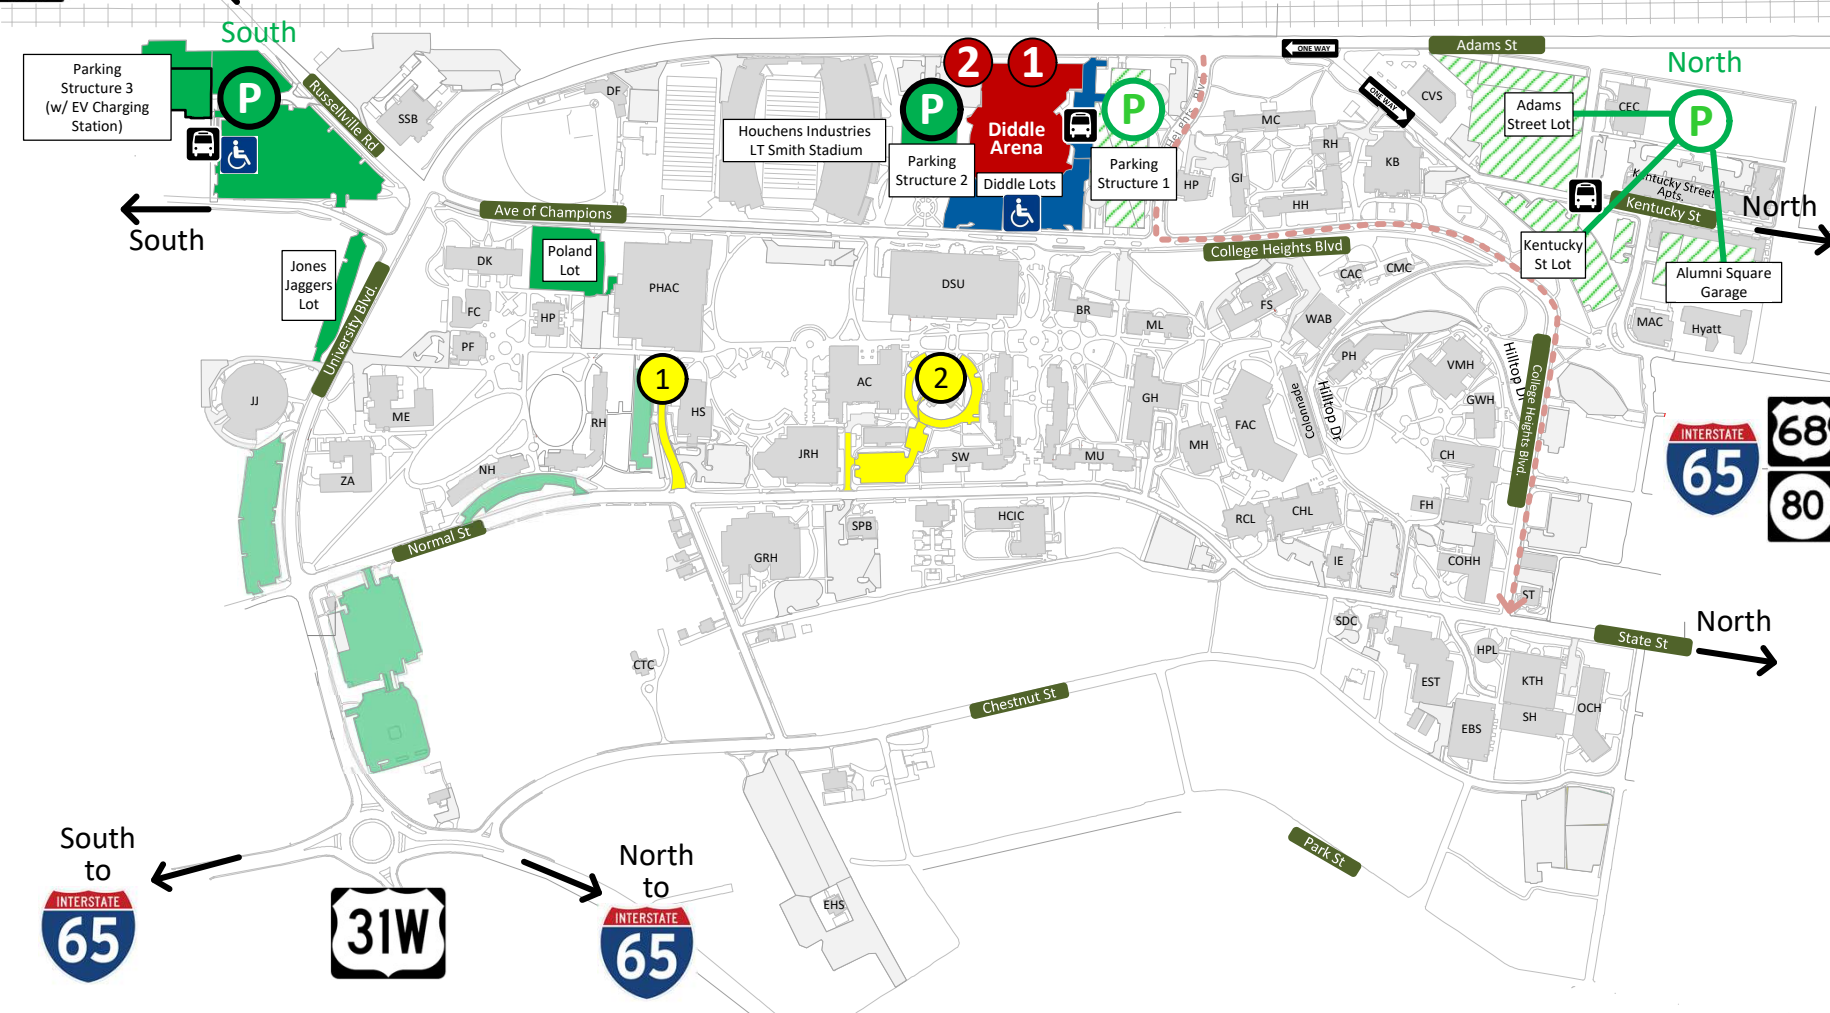 South
Parking
Structure 3
(w/ EV Charging
Station)
P
Russellville Rd
SSB
DF
Houchens Industries
LT Smith Stadium
2
1
P
Parking
Structure 2
Diddle
Arena
Diddle Lots
P
Parking
Structure 1
ONE WAY
Adams St
ONE WAY
CVS
North
Adams
Street Lot
CEC
P
MC
RH
KB
GI
HP
HH
Kentucky Street
Apts.
Kentucky St
North
South
Ave of Champions
College Heights Blvd
Kentucky
St Lot
Alumni Square
Garage
Jones
Jaggers
Lot
University Blvd.
DK
Poland
Lot
PHAC
DSU
BR
ML
CAC
CMC
FS
WAB
MAC
Hyatt
FC
HP
PF
1
2
AC
HS
GH
PH
VMH
GWH
Hilltop Dr
Hilltop Dr
Colonnade
College Heights Blvd.
JJ
ME
RH
JRH
SW
MU
MH
FAC
CH
INTERSTATE
65
68
80
NH
ZA
Normal St
SPB
HCIC
GRH
RCL
CHL
FH
IE
COHH
ST
CTC
SDC
HPL
State St
North
EST
KTH
SH
OCH
EBS
Chestnut St
Park St
South
to
INTERSTATE
65
31W
North
to
INTERSTATE
65
EHS